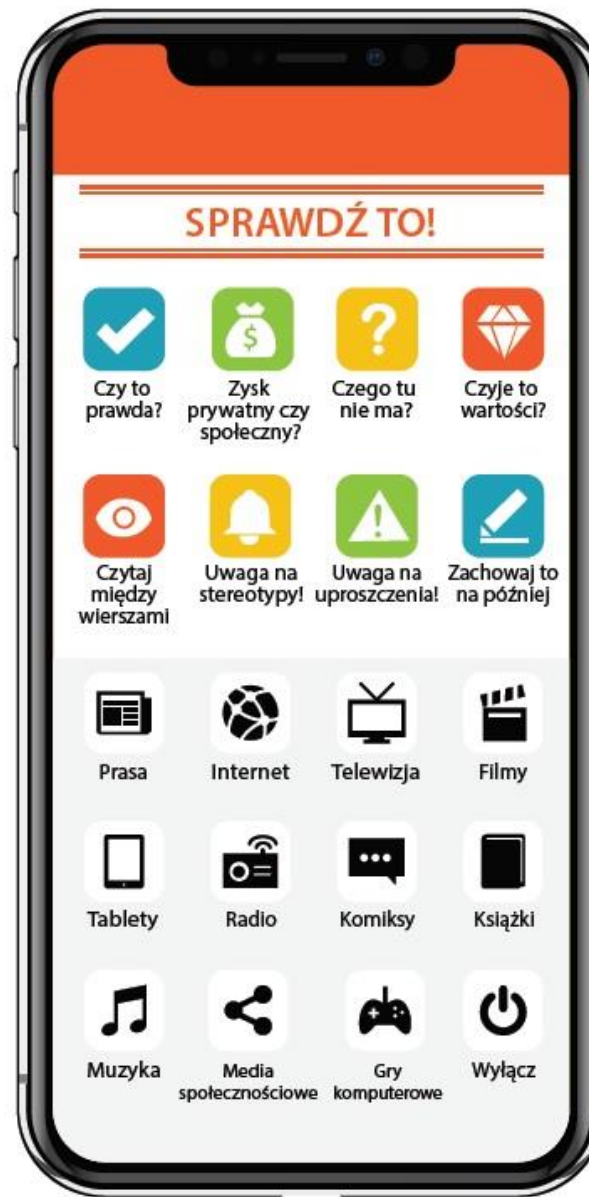 SPRAWDŹ TO!
$
?
Czy to
prawda?
Zysk
prywatny czy
społeczny?
Czego tu
nie ma?
Czyje to
wartości?
!
Czytaj
między
wierszami
Uwaga na
stereotypy!
Uwaga na
uproszczenia!
Zachowaj to
na później
Prasa
Internet
Telewizja
Filmy
Tablety
Radio
Komiksy
Książki
Muzyka
Media
społecznościowe
Gry
komputerowe
Wyłącz